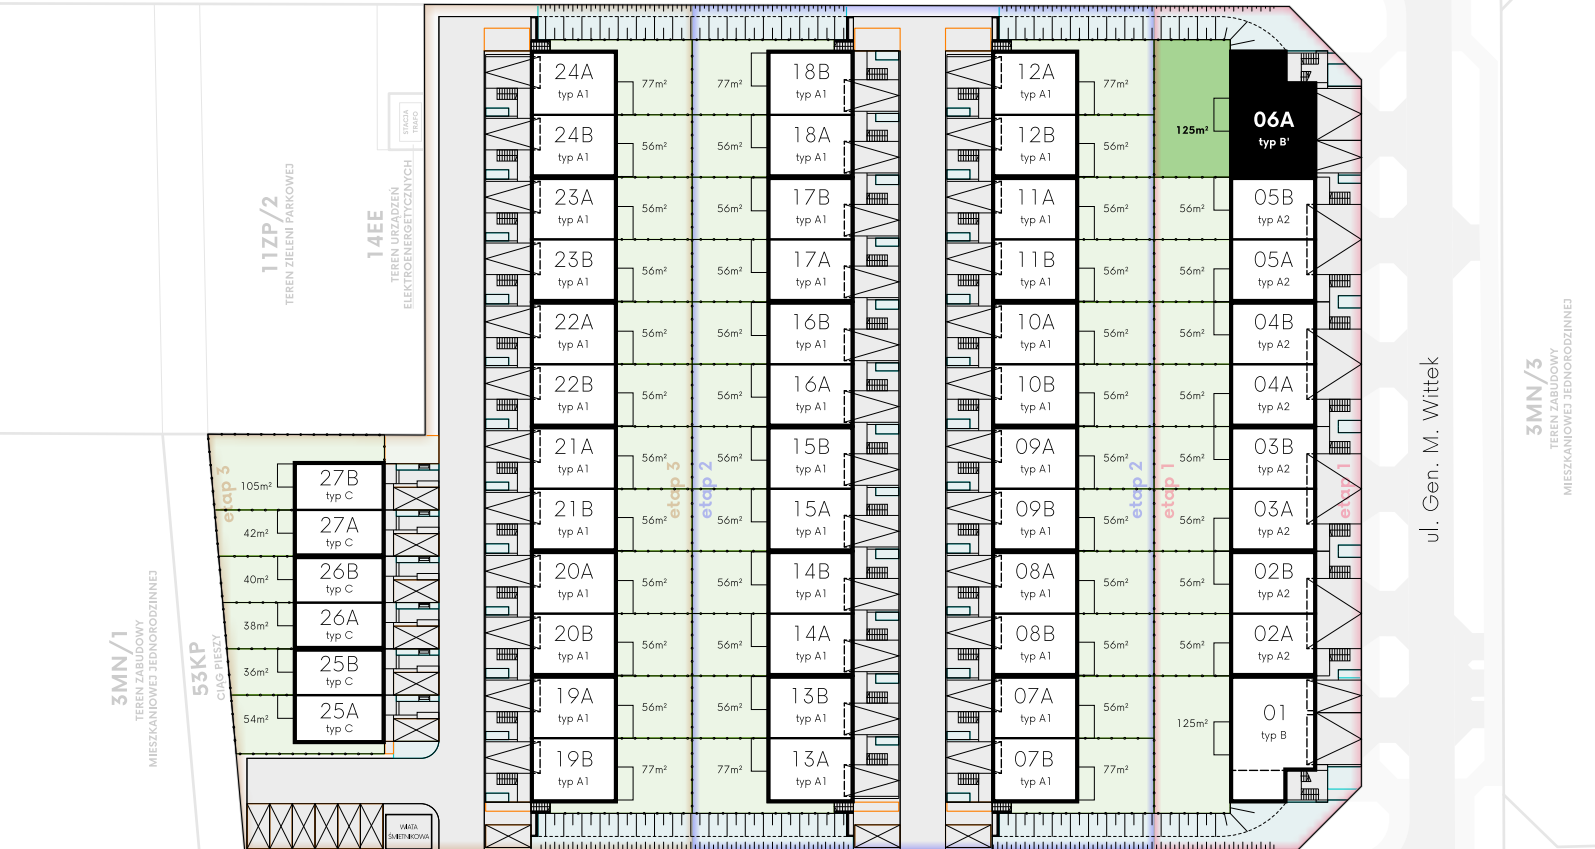 24A
typ A1
77m²
24B
typ A1
56m²
23A
typ A1
56m²
23B
typ A1
56m²
22A
typ A1
56m²
22B
typ A1
56m²
21A
typ A1
56m²
21B
typ A1
56m²
20A
typ A1
56m²
20B
typ A1
56m²
19A
typ A1
56m²
19B
typ A1
77m²
77m²
18B
typ A1
56m²
18A
typ A1
56m²
17B
typ A1
56m²
17A
typ A1
56m²
16B
typ A1
56m²
16A
typ A1
56m²
15B
typ A1
56m²
15A
typ A1
56m²
14B
typ A1
56m²
14A
typ A1
56m²
13B
typ A1
77m²
13A
typ A1
12A
typ A1
77m²
12B
typ A1
56m²
11A
typ A1
56m²
11B
typ A1
56m²
10A
typ A1
56m²
10B
typ A1
56m²
09A
typ A1
56m²
09B
typ A1
56m²
08A
typ A1
56m²
08B
typ A1
56m²
07A
typ A1
56m²
07B
typ A1
77m²
125m²
06A
typ B'
56m²
05B
typ A2
56m²
05A
typ A2
56m²
04B
typ A2
56m²
04A
typ A2
56m²
03B
typ A2
56m²
03A
typ A2
56m²
02B
typ A2
56m²
02A
typ A2
125m²
01
typ B
105m²
27B
typ C
42m²
27A
typ C
40m²
26B
typ C
38m²
26A
typ C
36m²
25B
typ C
54m²
25A
typ C
etap 3
etap 3
etap 2
etap 2
etap 1
etap 1
ul. Gen. M. Wittek
11ZP/2
TEREN ZIELENI PARKOWEJ
14EE
TEREN URZĄDZEŃ
ELEKTROENERGETYCZNYCH
STACJA
TRAFO
3MN/1
TEREN ZABUDOWY
MIESZKANIOWEJ JEDNORODZINNEJ
53KP
CIĄG PIESZY
3MN/3
TEREN ZABUDOWY
MIESZKANIOWEJ JEDNORODZINNEJ
WIATA
ŚMIETNIKOWA